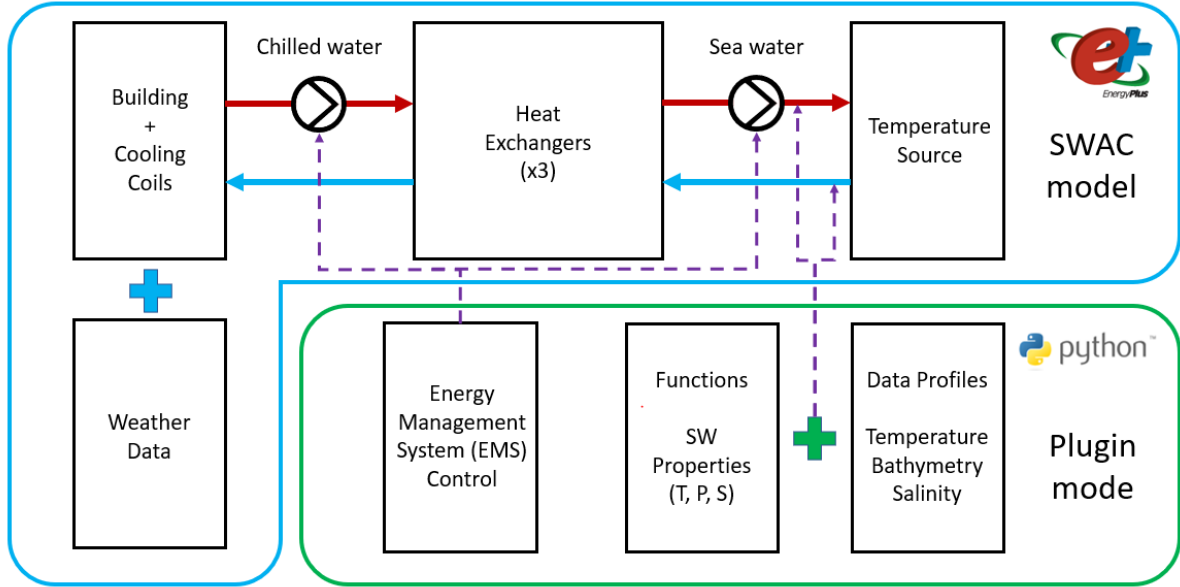 Building
+
Cooling
Coils
Chilled water
Heat
Exchangers
(x3)
Sea water
Temperature
Source
e+
EnergyPlus
SWAC
model
Weather
Data
Energy
Management
System (EMS)
Control
Functions
SW
Properties
(T, P, S)
Data Profiles
Temperature
Bathymetry
Salinity
python™
Plugin
mode